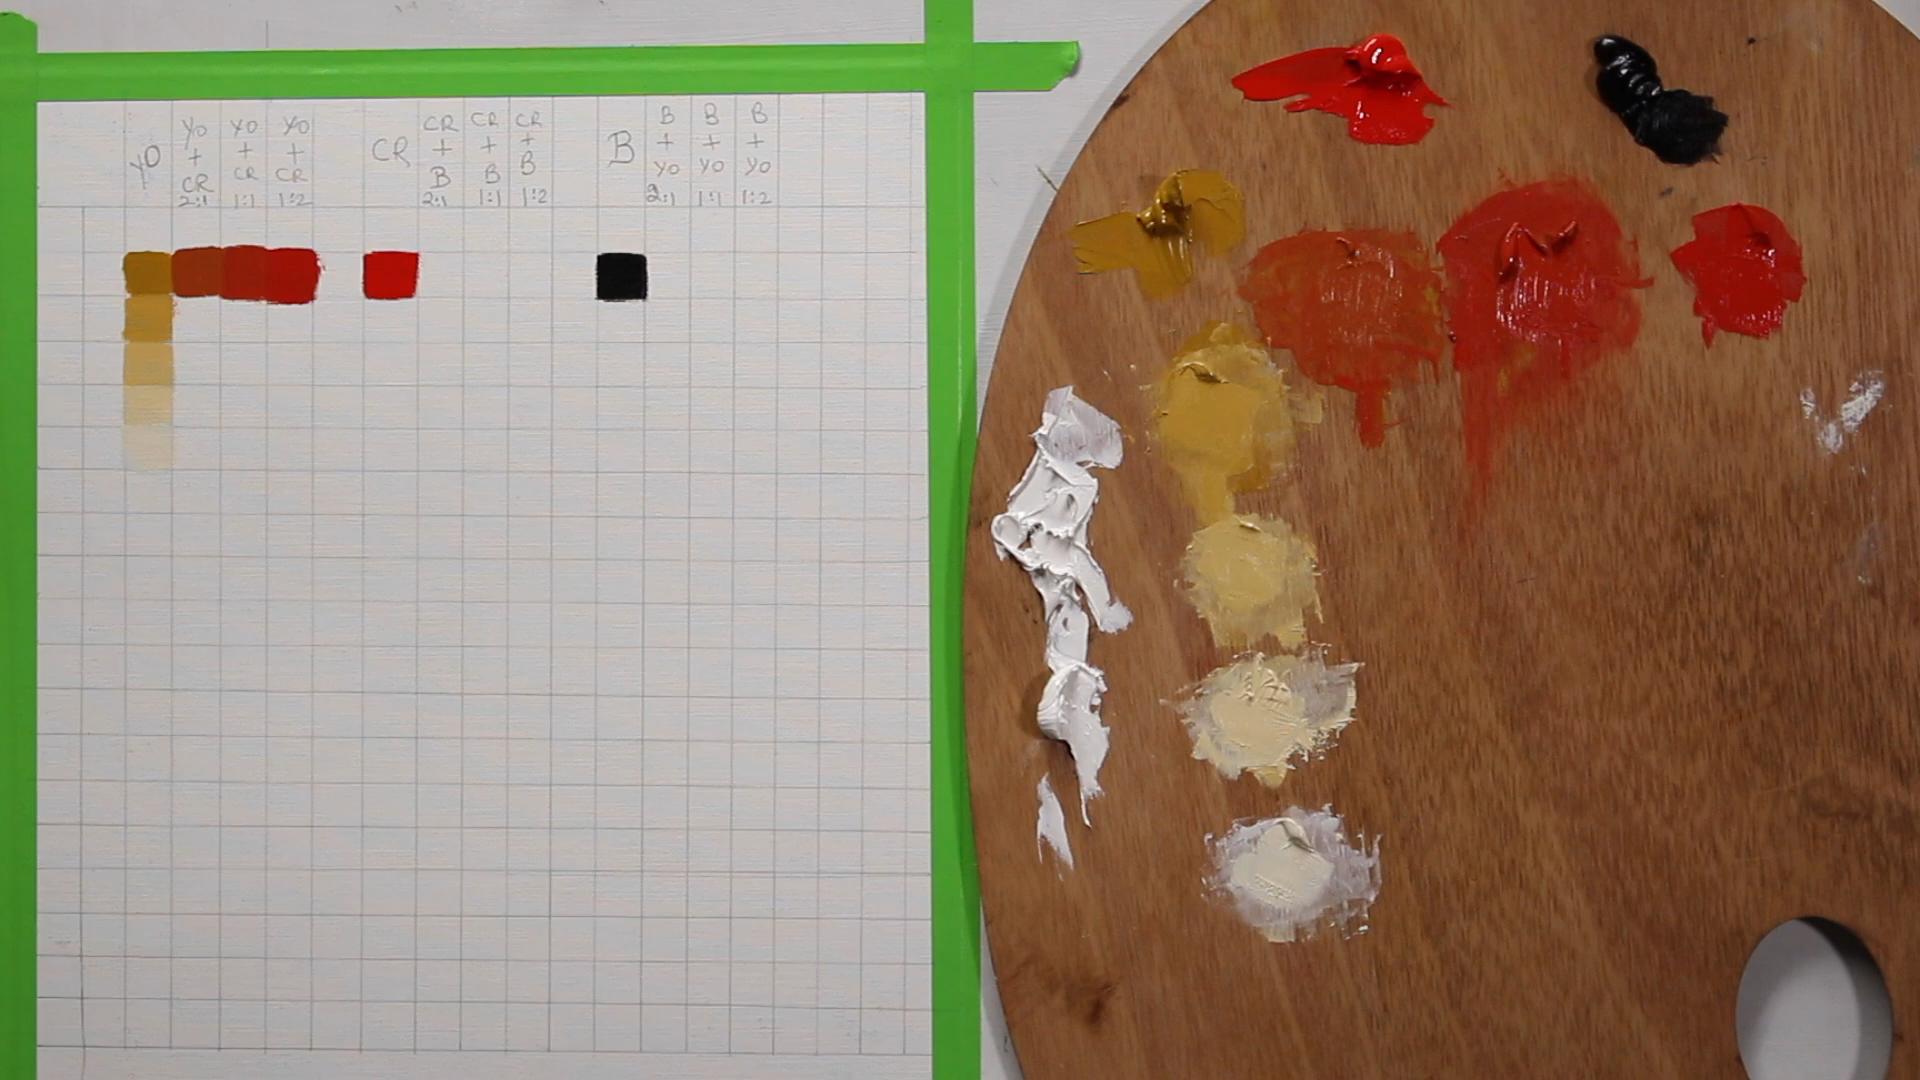 YO
YO + CR 2:1
YO + CR 1:1
YO + CR 1:2
CR
CR + B 2:1
CR + B 1:1
CR + B 1:2
B
B + YO 2:1
B + YO 1:1
B + YO 1:2